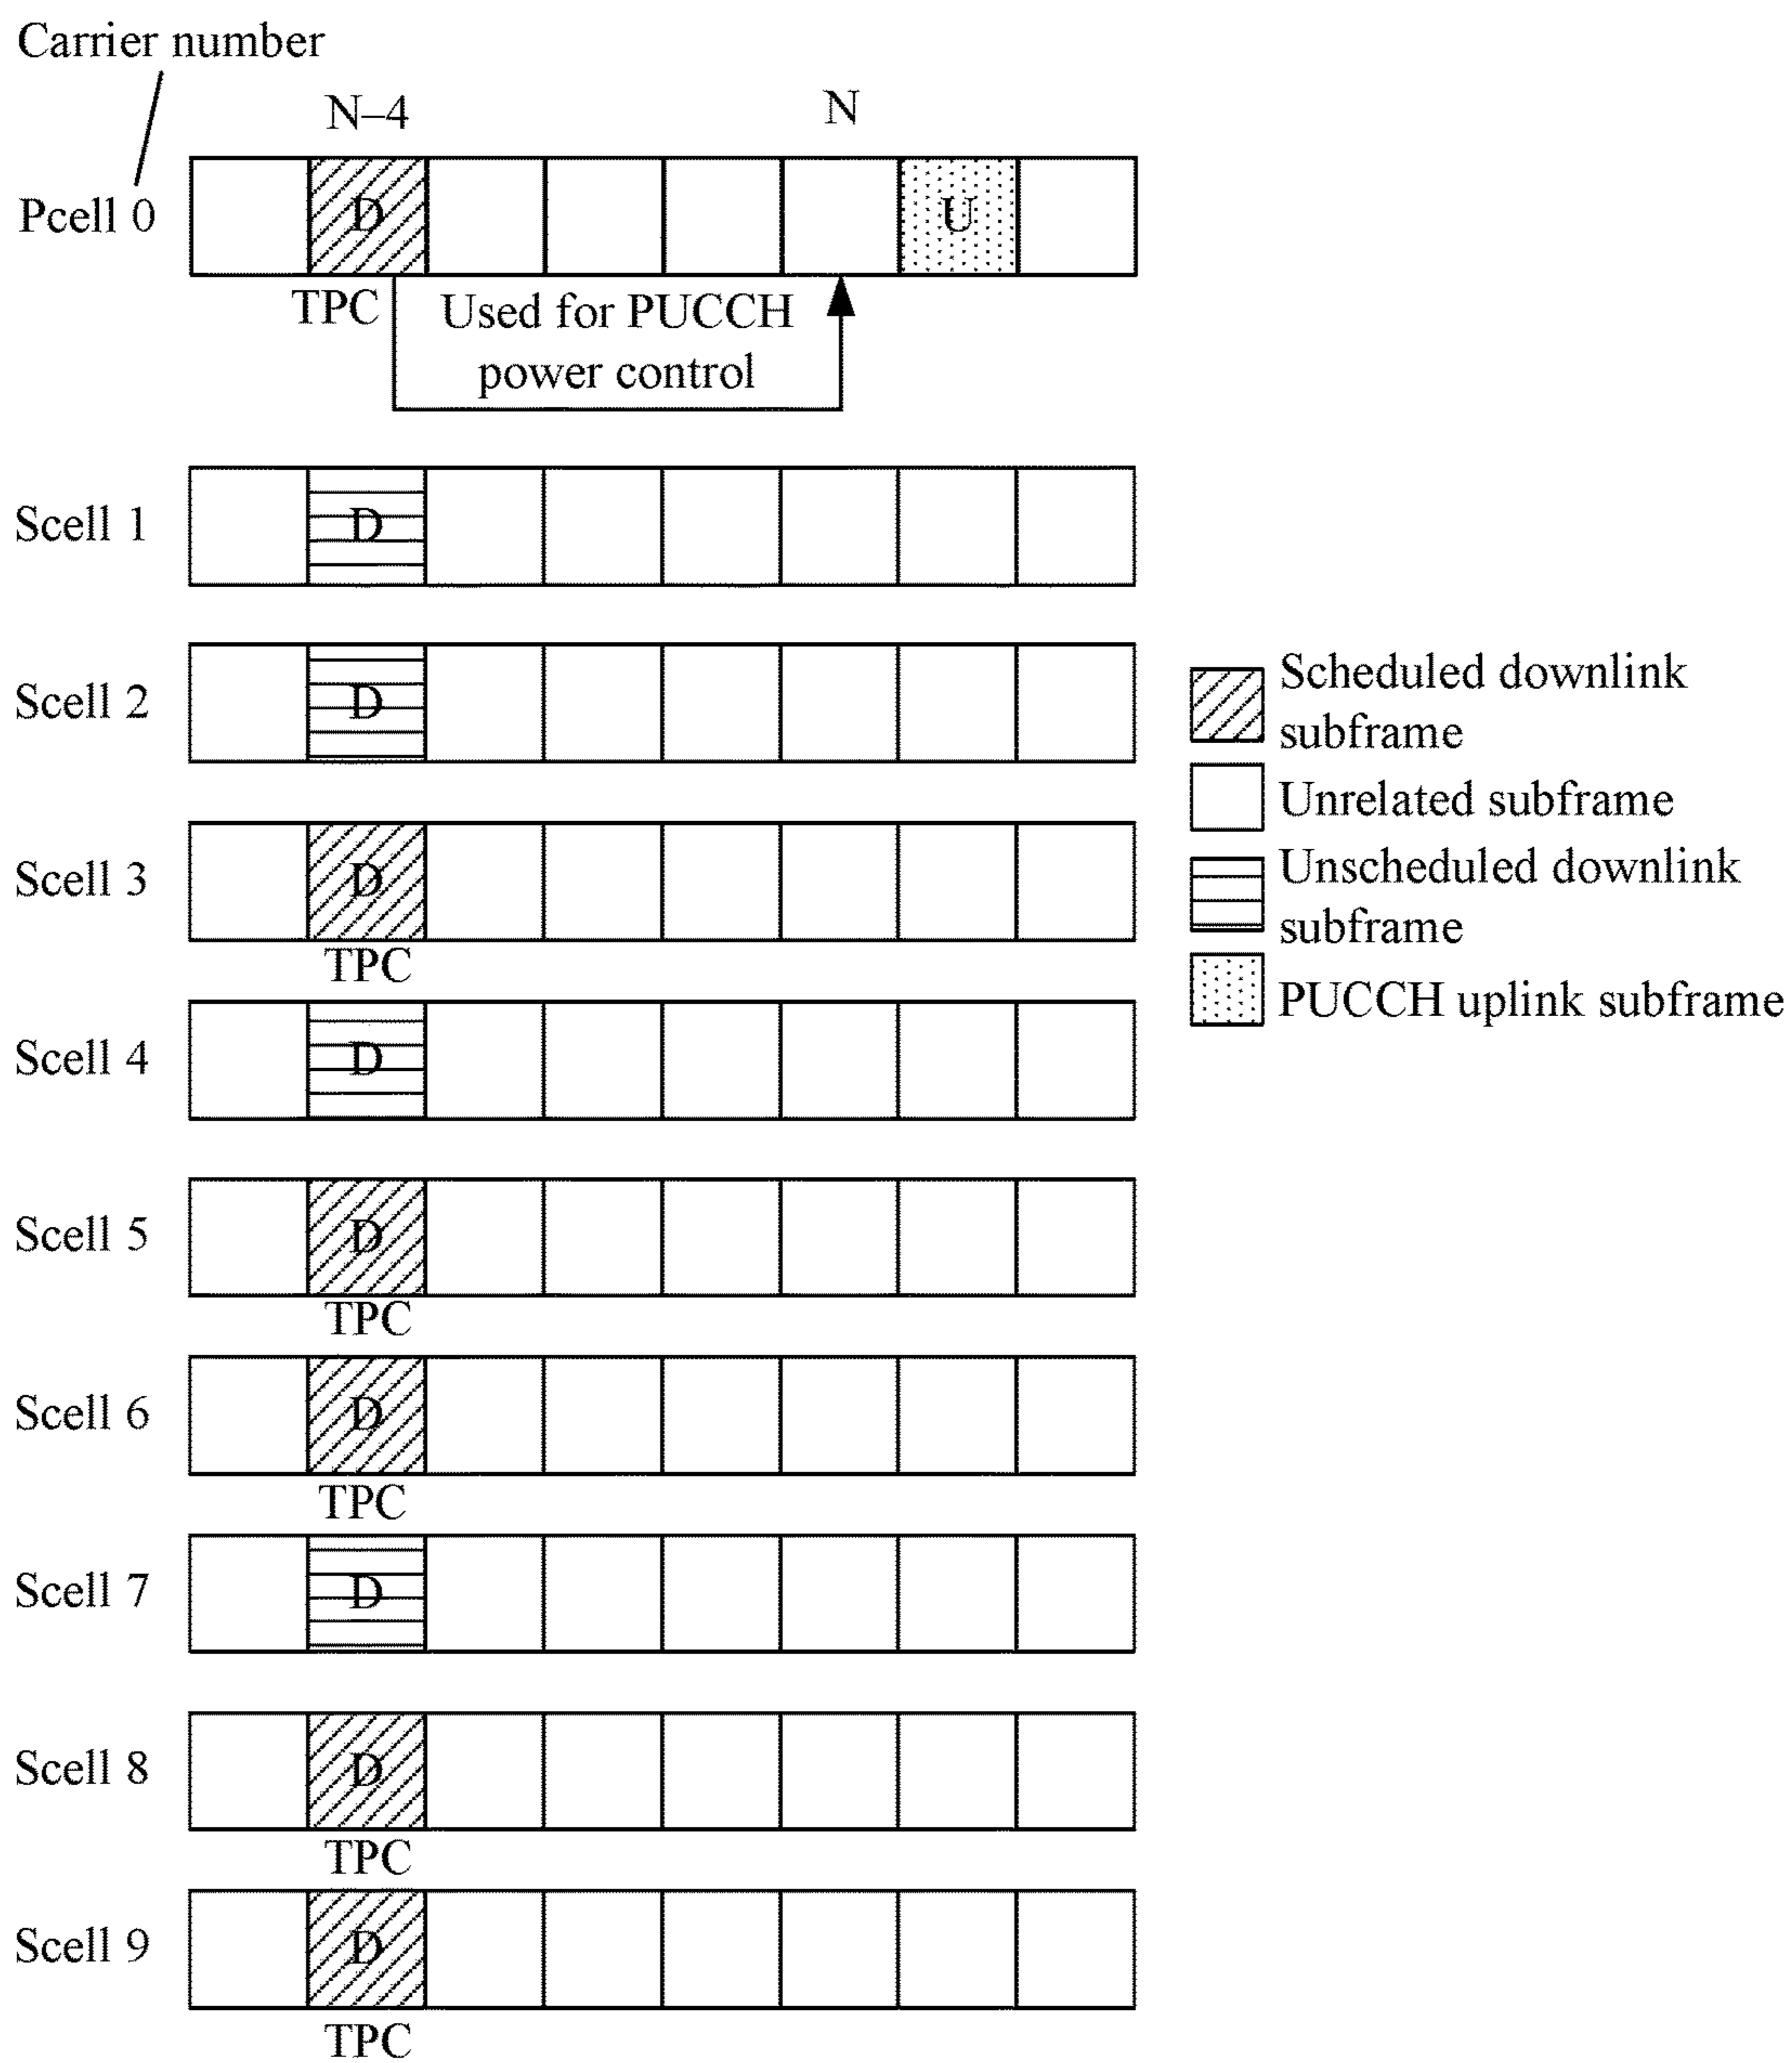 Carrier number
N–4
N
Pcell 0
D
U
TPC
Used for PUCCH
power control
Scell 1
D
Scell 2
D
Scell 3
D
TPC
Scell 4
D
Scell 5
D
TPC
Scell 6
D
TPC
Scell 7
D
Scell 8
D
TPC
Scell 9
D
TPC
Scheduled downlink
subframe
Unrelated subframe
Unscheduled downlink
subframe
PUCCH uplink subframe